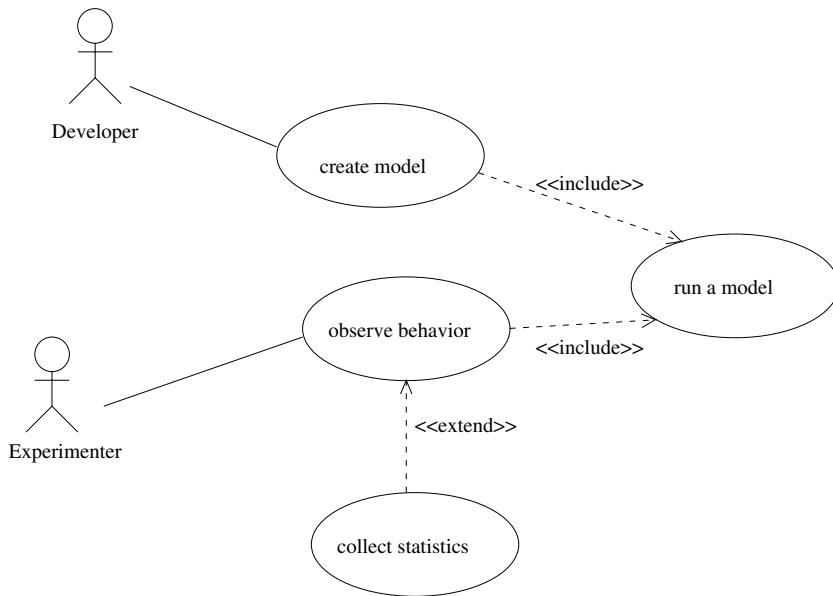 Developer
create model
<<include>>
run a model
observe behavior
<<include>>
Experimenter
<<extend>>
collect statistics